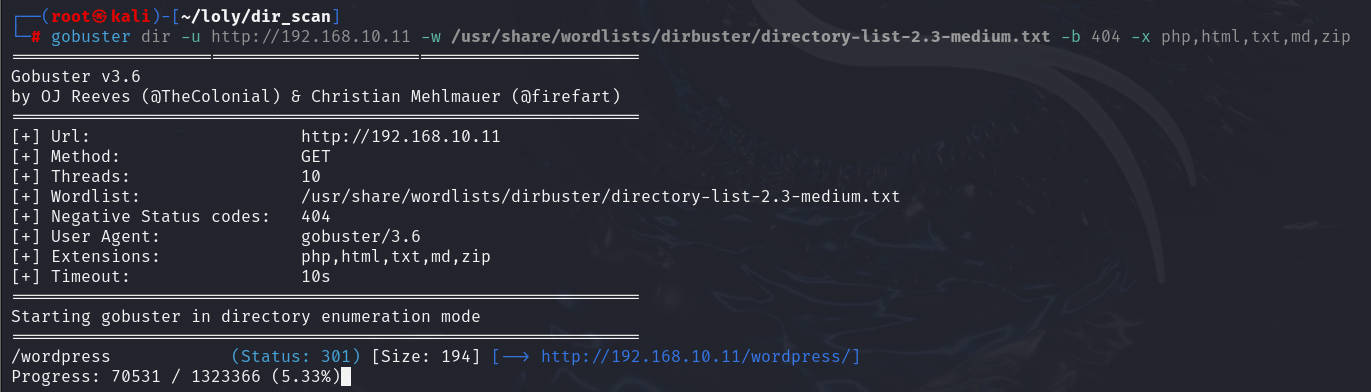 ┌──(root㉿kali)-[~/loly/dir_scan]
└─# gobuster dir -u http://192.168.10.11 -w /usr/share/wordlists/dirbuster/directory-list-2.3-medium.txt -b 404 -x php,html,txt,md,zip
===============================================================
Gobuster v3.6
by OJ Reeves (@TheColonial) & Christian Mehlmauer (@firefart)
===============================================================
[+] Url:                     http://192.168.10.11
[+] Method:                  GET
[+] Threads:                 10
[+] Wordlist:                /usr/share/wordlists/dirbuster/directory-list-2.3-medium.txt
[+] Negative Status codes:   404
[+] User Agent:              gobuster/3.6
[+] Extensions:              php,html,txt,md,zip
[+] Timeout:                 10s
===============================================================
Starting gobuster in directory enumeration mode
===============================================================
/wordpress            (Status: 301) [Size: 194] [--> http://192.168.10.11/wordpress/]
Progress: 70531 / 1323366 (5.33%)